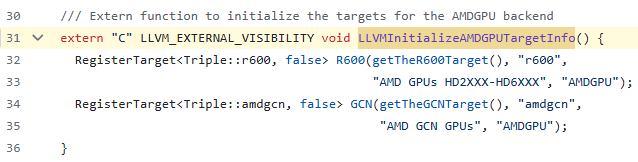 30 /// Extern function to initialize the targets for the AMDGPU backend
31 extern "C" LLVM_EXTERNAL_VISIBILITY void LLVMInitializeAMDGPUTargetInfo() {
32 RegisterTarget<Triple::r600, false> R600(getTheR600Target(), "r600",
33 "AMD GPUs HD2XXX-HD6XXX", "AMDGPU");
34 RegisterTarget<Triple::amdgcn, false> GCN(getTheGCNTarget(), "amdgcn",
35 "AMD GCN GPUs", "AMDGPU");
36 }